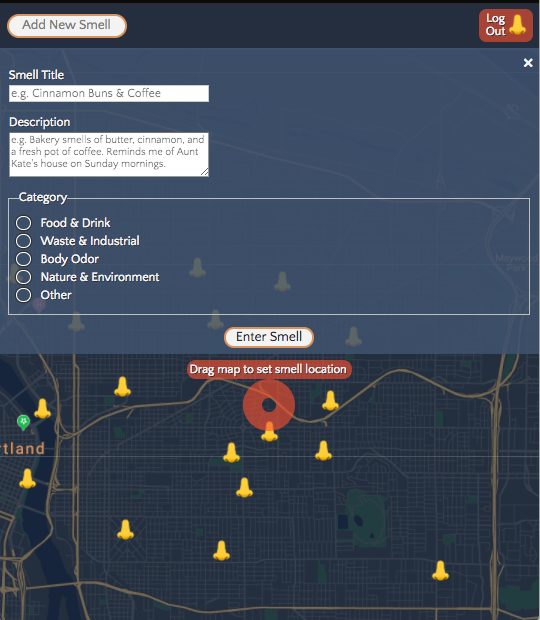 Add New Smell
Log
Out
×
Smell Title
e.g. Cinnamon Buns & Coffee
Description
e.g. Bakery smells of butter, cinnamon, and
a fresh pot of coffee. Reminds me of Aunt
Kate's house on Sunday mornings.
Category
Food & Drink
Waste & Industrial
Body Odor
Nature & Environment
Other
Maywood
Park
Enter Smell
Drag map to set smell location
rtland